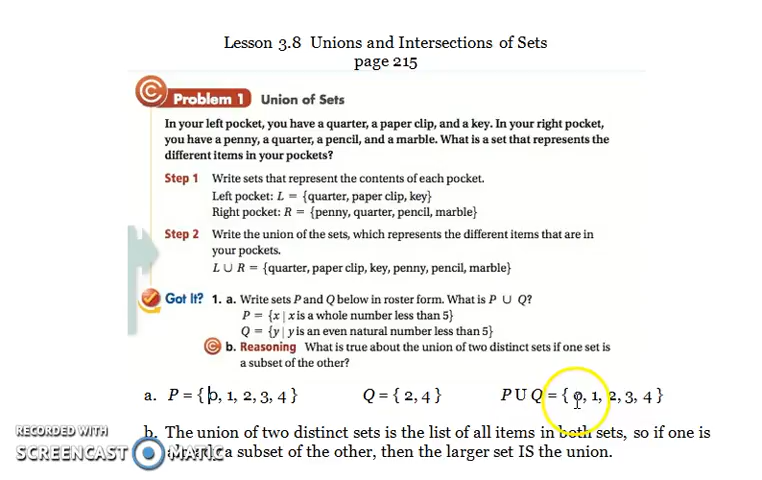 Lesson 3.8 Unions and Intersections of Sets
page 215
C Problem 1 Union of Sets
In your left pocket, you have a quarter, a paper clip, and a key. In your right pocket,
you have a penny, a quarter, a pencil, and a marble. What is a set that represents the
different items in your pockets?
Step 1 Write sets that represent the contents of each pocket.
Left pocket: L = {quarter, paper clip, key}
Right pocket: R = {penny, quarter, pencil, marble}
Step 2 Write the union of the sets, which represents the different items that are in
your pockets.
L ∪ R = {quarter, paper clip, key, penny, pencil, marble}
Got It? 1. a. Write sets P and Q below in roster form. What is P ∪ Q?
P = {x | x is a whole number less than 5}
Q = {y | y is an even natural number less than 5}
C b. Reasoning What is true about the union of two distinct sets if one set is
a subset of the other?
a. P = { 0, 1, 2, 3, 4 } Q = { 2, 4 } P U Q = { 0, 1, 2, 3, 4 }
b. The union of two distinct sets is the list of all items in both sets, so if one is
a subset of the other, then the larger set IS the union.
RECORDED WITH
SCREENCAST MATIC